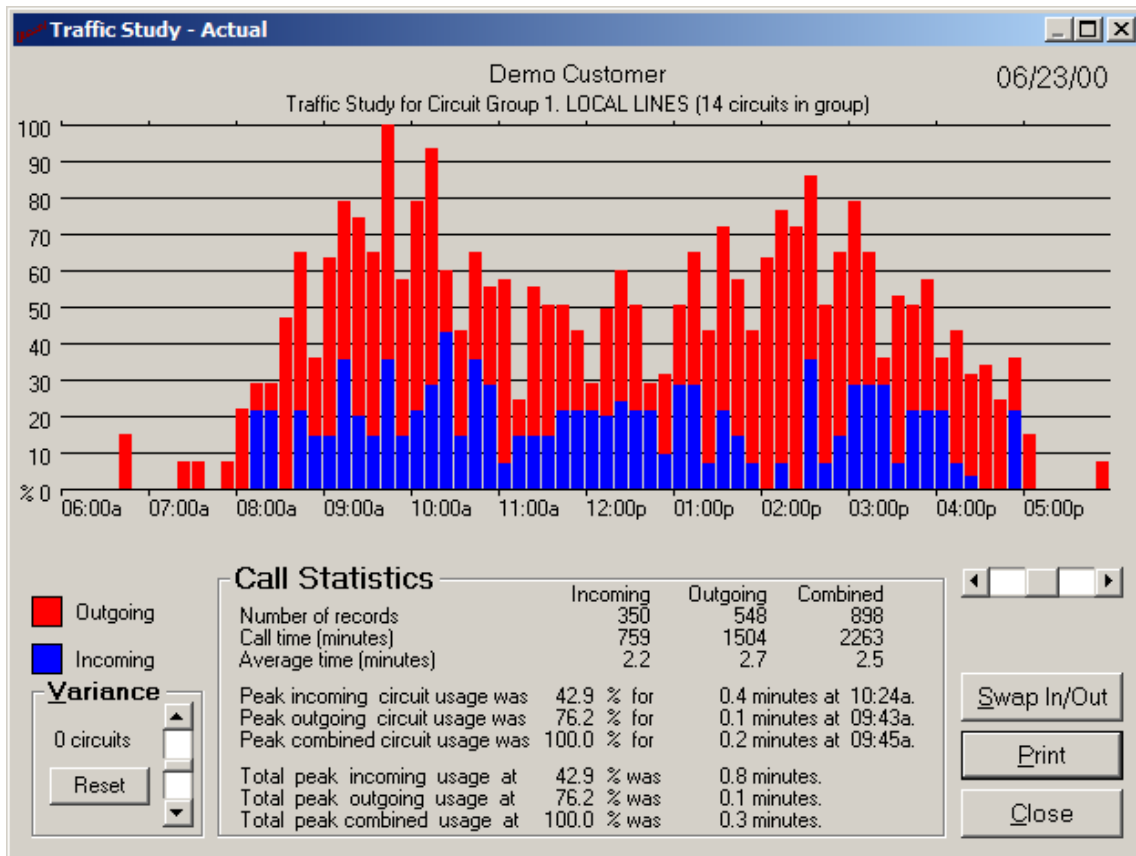 Traffic Study - Actual
Demo Customer
06/23/00
Traffic Study for Circuit Group 1. LOCAL LINES (14 circuits in group)
100
90
80
70
60
50
40
30
20
10
% 0
06:00a 07:00a 08:00a 09:00a 10:00a 11:00a 12:00p 01:00p 02:00p 03:00p 04:00p 05:00p
Outgoing
Incoming
Variance
0 circuits
Reset
Call Statistics
Incoming Outgoing Combined
Number of records 350 548 898
Call time (minutes) 759 1504 2263
Average time (minutes) 2.2 2.7 2.5
Peak incoming circuit usage was 42.9 % for 0.4 minutes at 10:24a.
Peak outgoing circuit usage was 76.2 % for 0.1 minutes at 09:43a.
Peak combined circuit usage was 100.0 % for 0.2 minutes at 09:45a.
Total peak incoming usage at 42.9 % was 0.8 minutes.
Total peak outgoing usage at 76.2 % was 0.1 minutes.
Total peak combined usage at 100.0 % was 0.3 minutes.
Swap In/Out
Print
Close